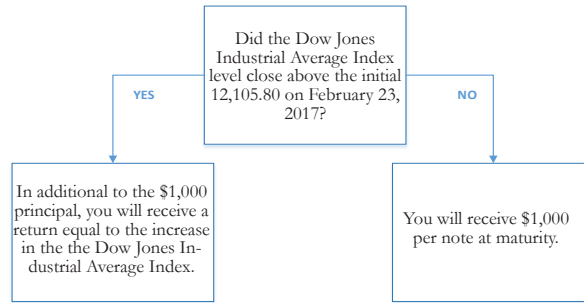 Did the Dow Jones
Industrial Average Index
level close above the initial
12,105.80 on February 23,
2017?
YES
NO
In additional to the $1,000
principal, you will receive a
return equal to the increase
in the the Dow Jones In-
dustrial Average Index.
You will receive $1,000
per note at maturity.